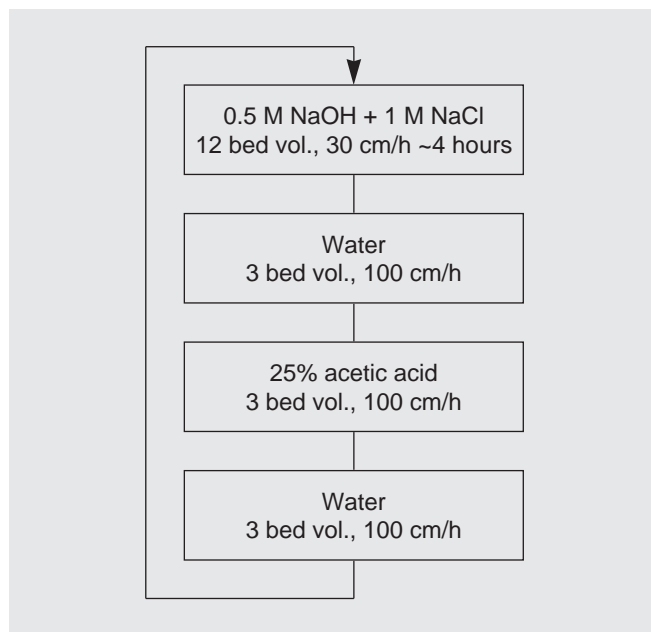 0.5 M NaOH + 1 M NaCl
12 bed vol., 30 cm/h ~4 hours
Water
3 bed vol., 100 cm/h
25% acetic acid
3 bed vol., 100 cm/h
Water
3 bed vol., 100 cm/h